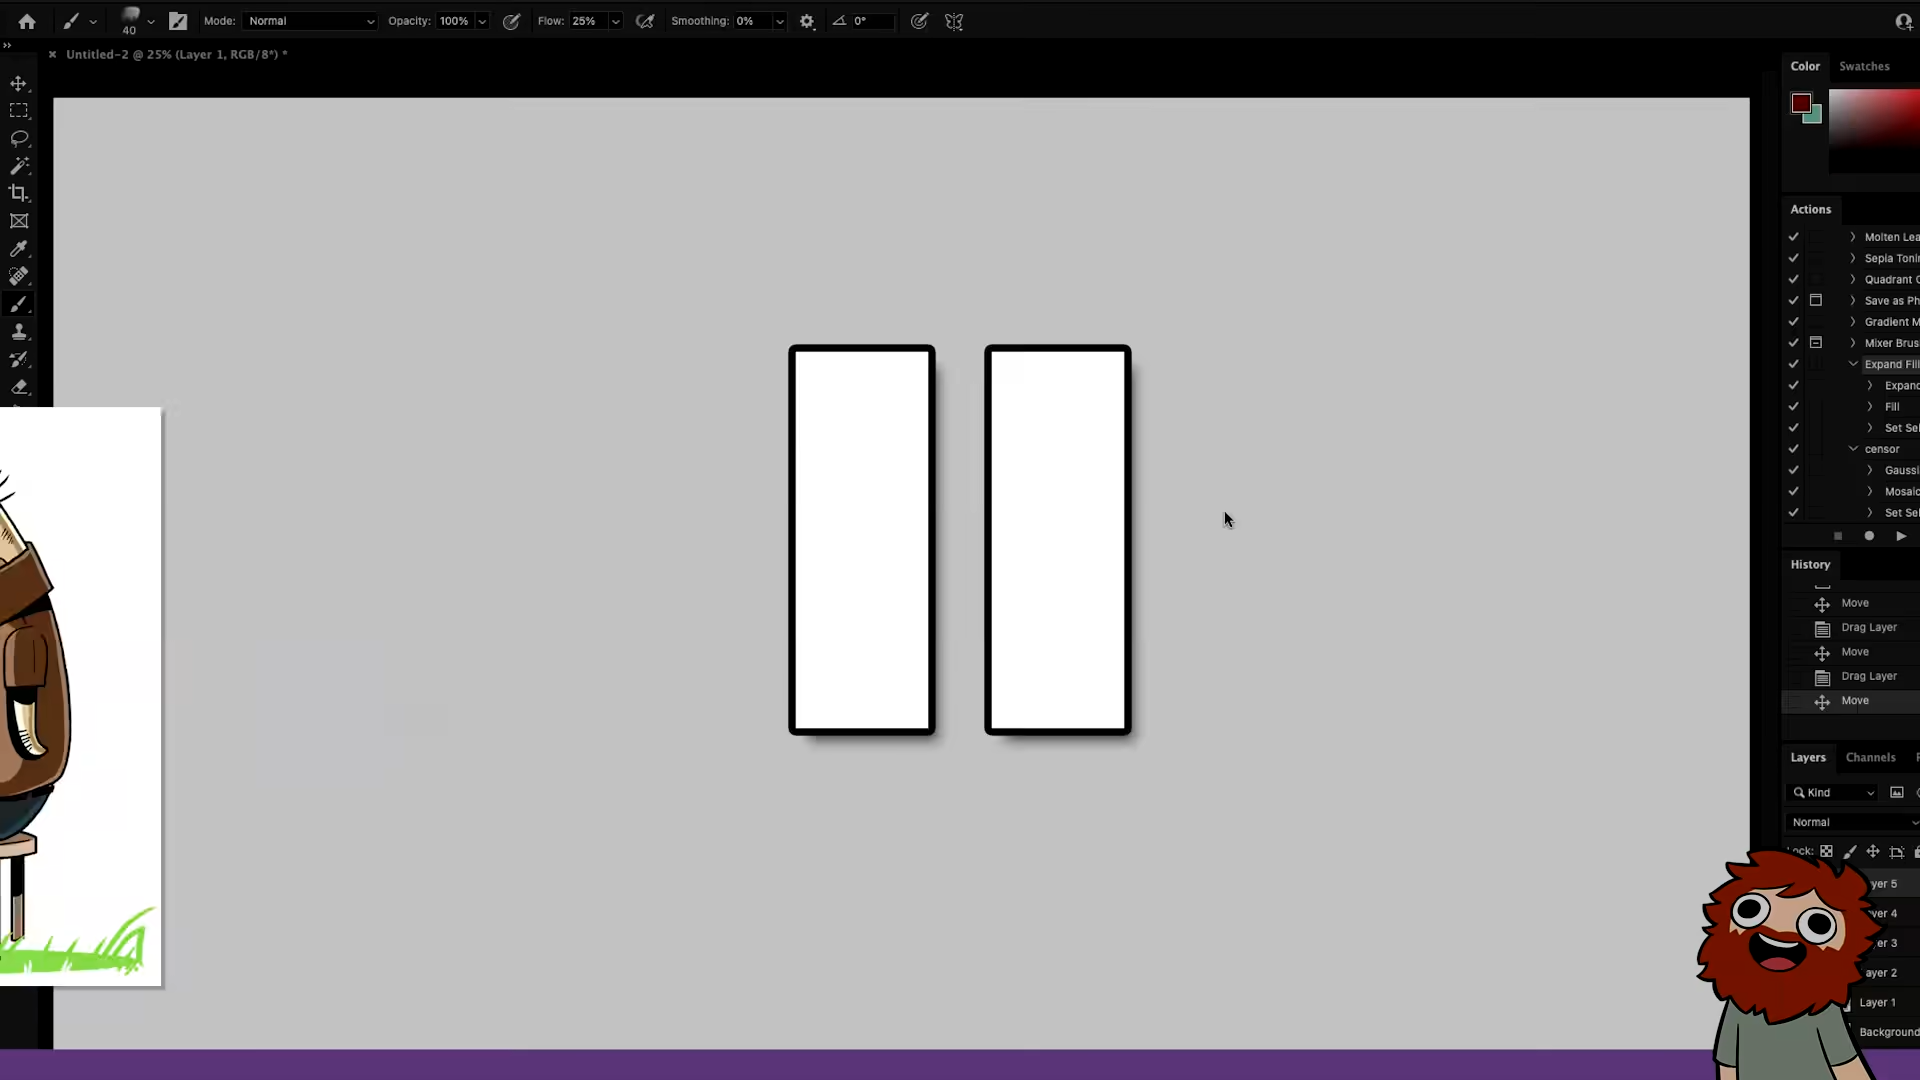 Mode: Normal Opacity: 100% Flow: 25% Smoothing: 0% 0°
40
Untitled-2 @ 25% (Layer 1, RGB/8*) *
Color Swatches
Actions
Molten Lea
Sepia Toni
Quadrant C
Save as Ph
Gradient M
Mixer Brus
Expand Fill
Expand
Fill
Set Sel
censor
Gaussi
Mosaic
Set Sel
History
Move
Drag Layer
Move
Drag Layer
Move
Layers Channels P
Kind
Normal
Lock:
yer 5
yer 4
er 3
ayer 2
Layer 1
Background